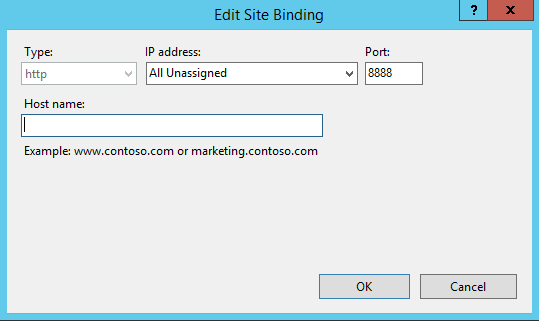 Edit Site Binding
? X
Type: IP address: Port:
http All Unassigned 8888
Host name:
Example: www.contoso.com or marketing.contoso.com
OK Cancel